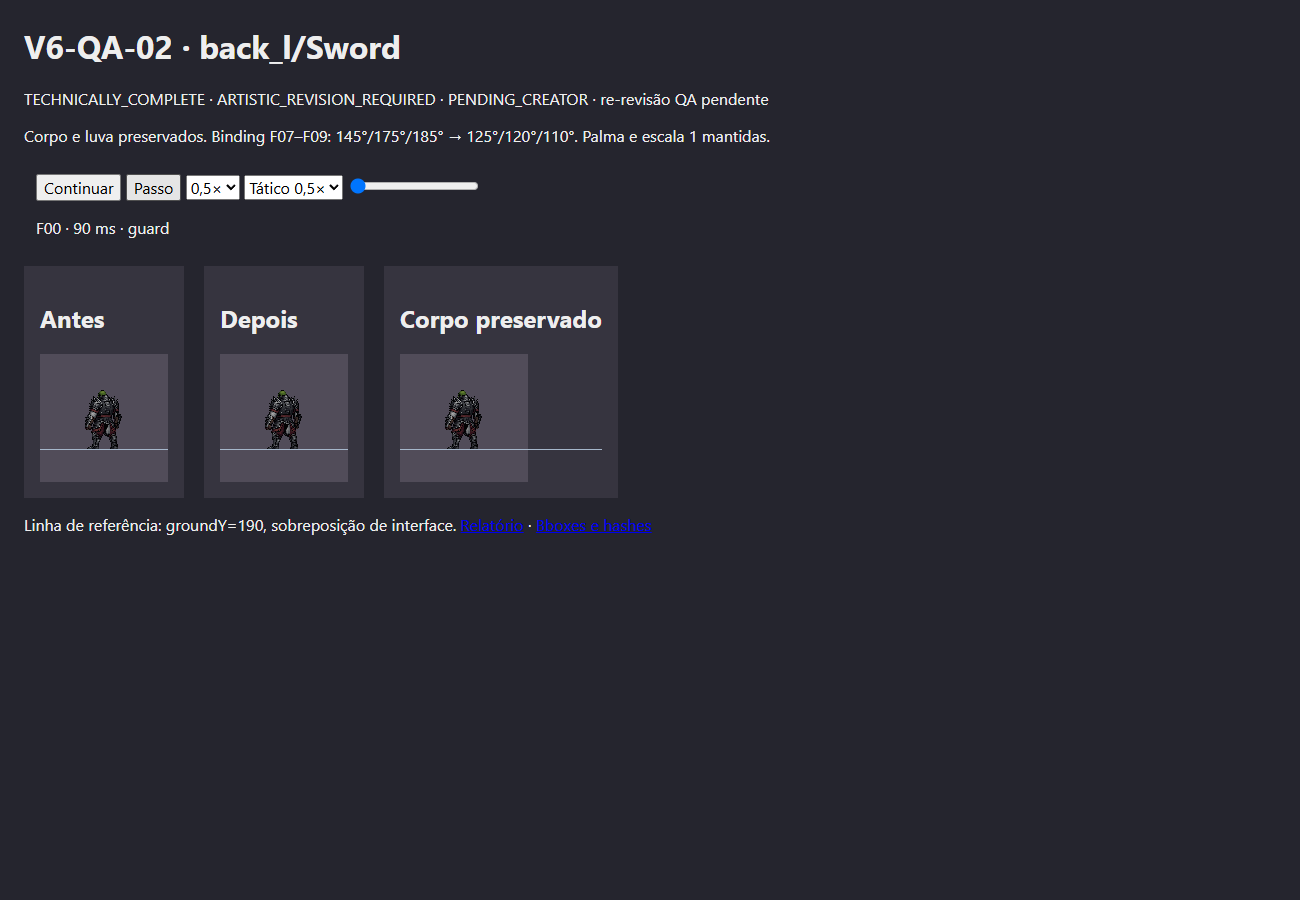 V6-QA-02 · back_l/Sword
TECHNICALLY_COMPLETE · ARTISTIC_REVISION_REQUIRED · PENDING_CREATOR · re-revisão QA pendente
Corpo e luva preservados. Binding F07–F09: 145°/175°/185° → 125°/120°/110°. Palma e escala 1 mantidas.
Continuar Passo 0,5× Tático 0,5×
F00 · 90 ms · guard
Antes Depois Corpo preservado
Linha de referência: groundY=190, sobreposição de interface. Relatório · Bboxes e hashes